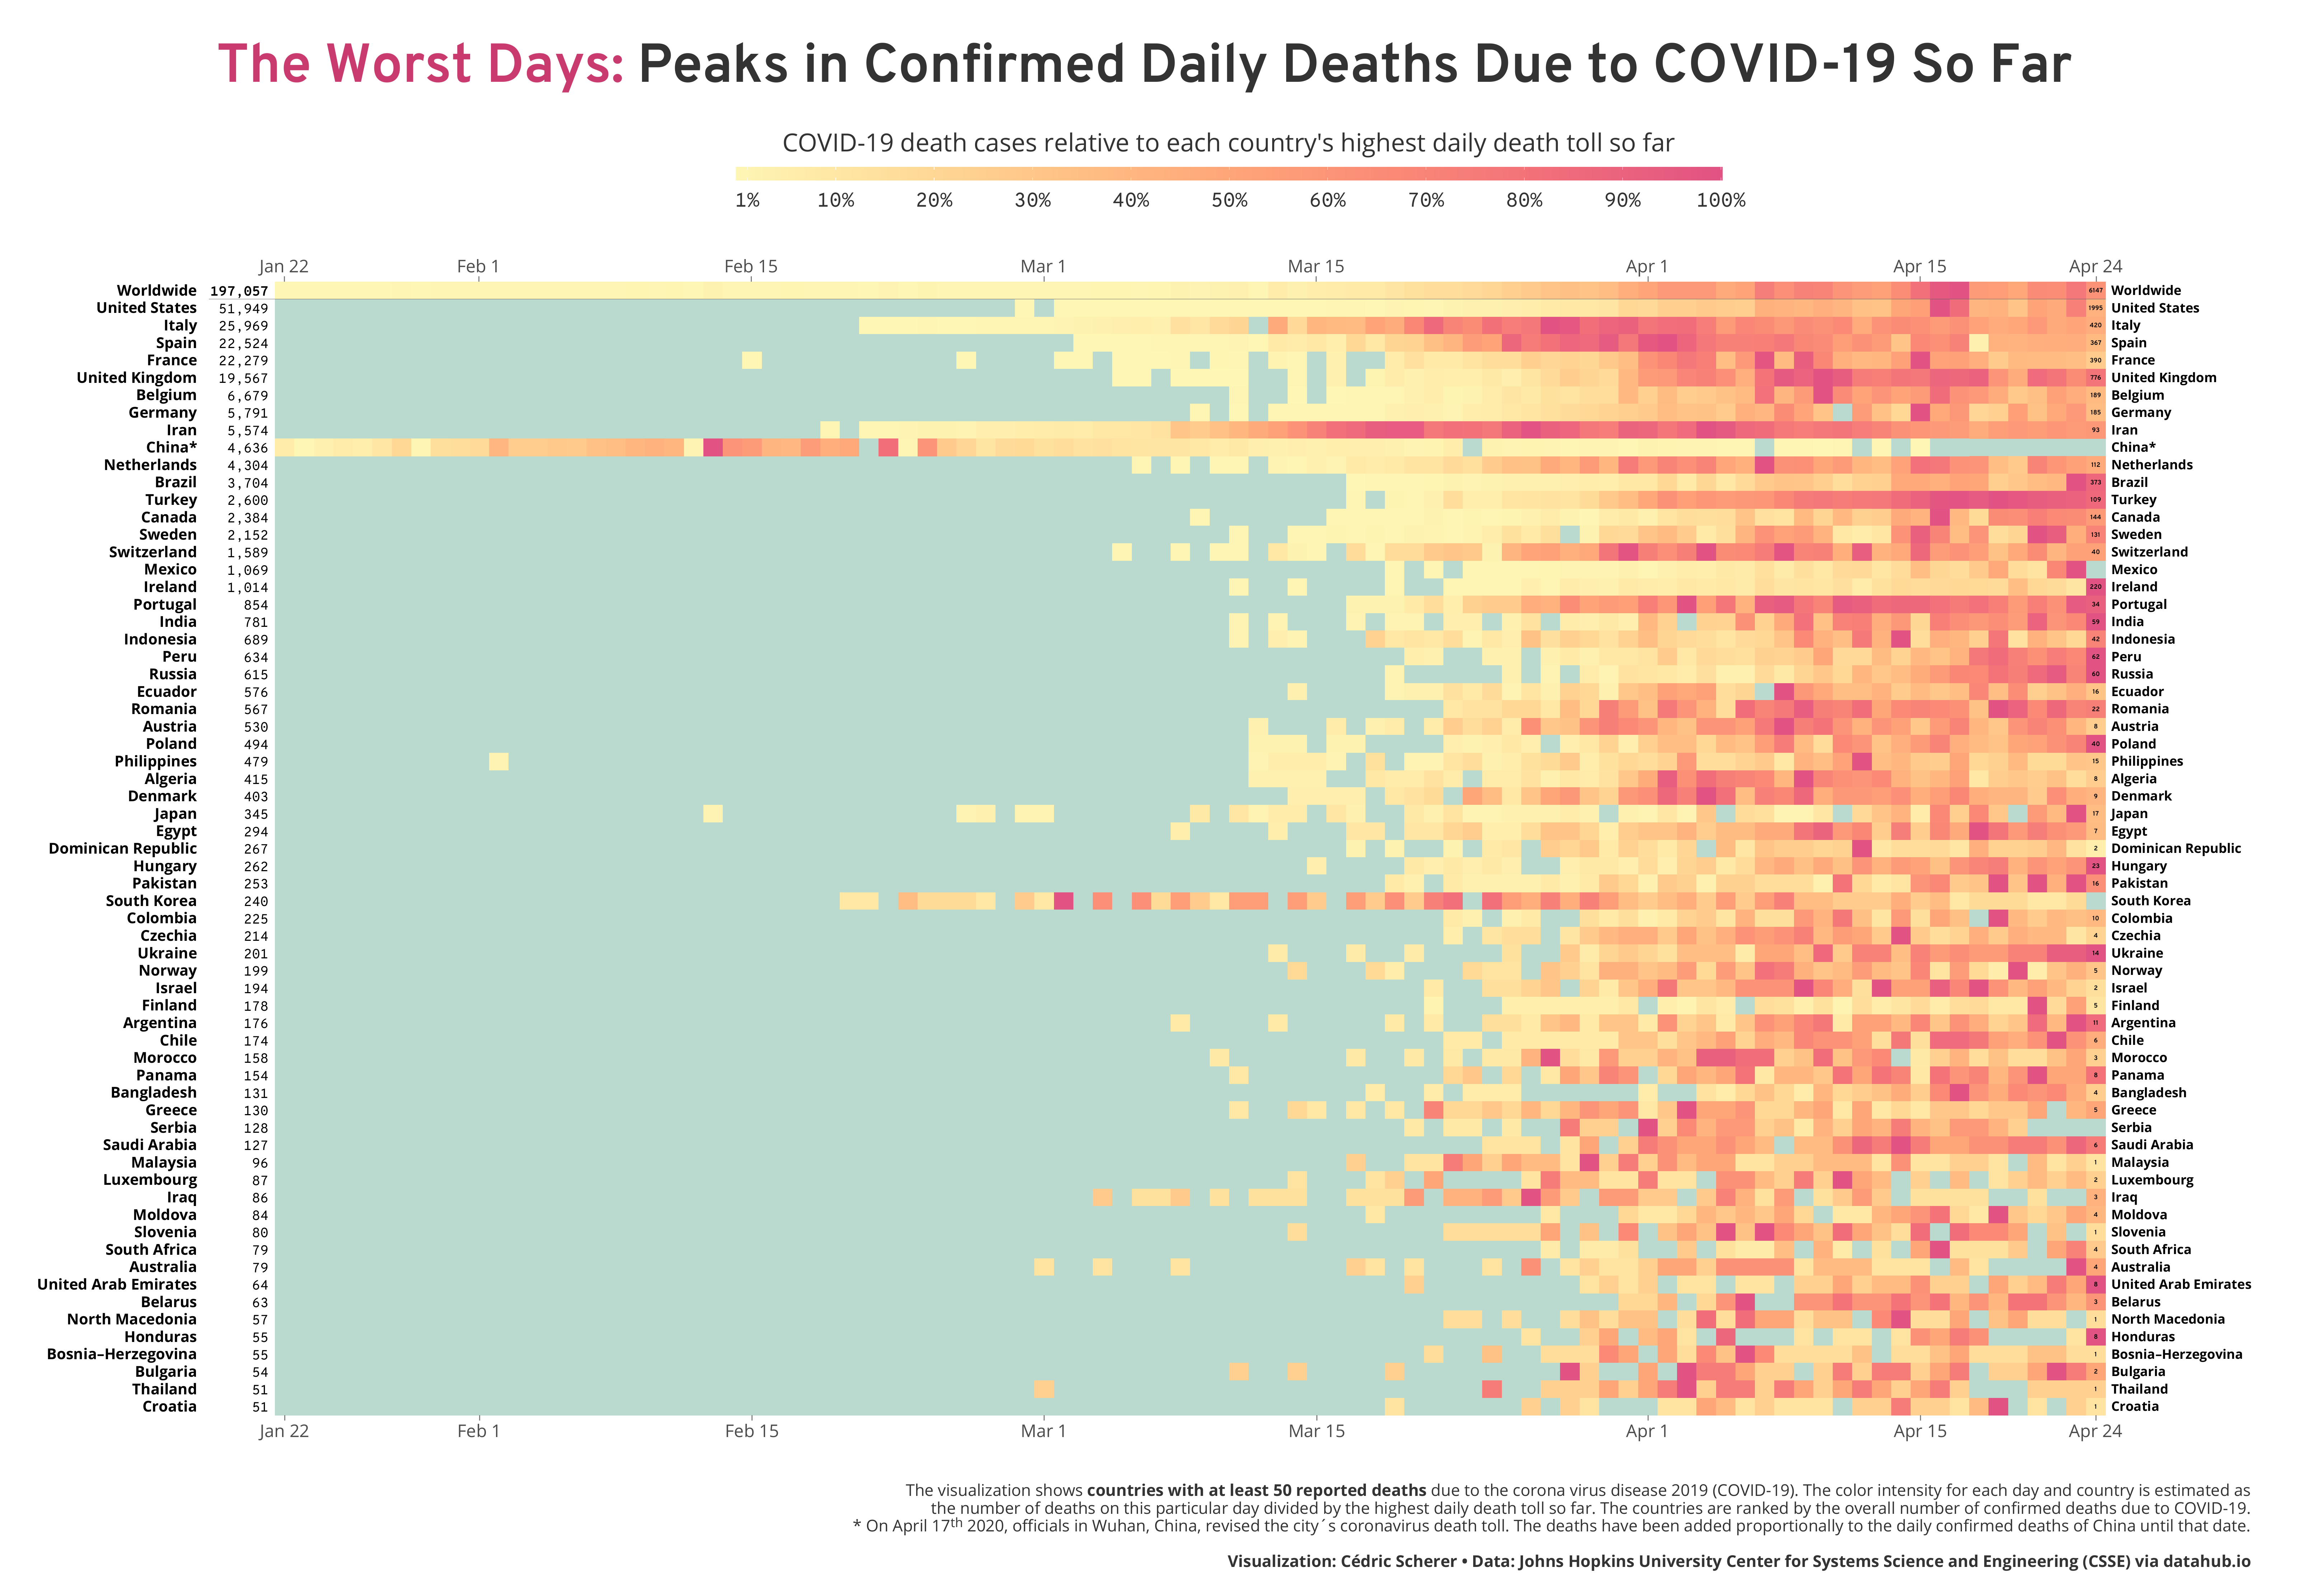 The Worst Days: Peaks in Confirmed Daily Deaths Due to COVID-19 So Far
COVID-19 death cases relative to each country's highest daily death toll so far
1% 10% 20% 30% 40% 50% 60% 70% 80% 90% 100%
Jan 22 Feb 1 Feb 15 Mar 1 Mar 15 Apr 1 Apr 15 Apr 24
Worldwide 197,057 6147 Worldwide
United States 51,949 1995 United States
Italy 25,969 420 Italy
Spain 22,524 367 Spain
France 22,279 390 France
United Kingdom 19,567 776 United Kingdom
Belgium 6,679 189 Belgium
Germany 5,791 185 Germany
Iran 5,574 93 Iran
China* 4,636 China*
Netherlands 4,304 112 Netherlands
Brazil 3,704 373 Brazil
Turkey 2,600 109 Turkey
Canada 2,384 144 Canada
Sweden 2,152 131 Sweden
Switzerland 1,589 40 Switzerland
Mexico 1,069 Mexico
Ireland 1,014 220 Ireland
Portugal 854 34 Portugal
India 781 59 India
Indonesia 689 42 Indonesia
Peru 634 62 Peru
Russia 615 60 Russia
Ecuador 576 16 Ecuador
Romania 567 22 Romania
Austria 530 8 Austria
Poland 494 40 Poland
Philippines 479 15 Philippines
Algeria 415 8 Algeria
Denmark 403 9 Denmark
Japan 345 17 Japan
Egypt 294 7 Egypt
Dominican Republic 267 2 Dominican Republic
Hungary 262 23 Hungary
Pakistan 253 16 Pakistan
South Korea 240 South Korea
Colombia 225 10 Colombia
Czechia 214 4 Czechia
Ukraine 201 14 Ukraine
Norway 199 5 Norway
Israel 194 2 Israel
Finland 178 5 Finland
Argentina 176 11 Argentina
Chile 174 6 Chile
Morocco 158 3 Morocco
Panama 154 8 Panama
Bangladesh 131 4 Bangladesh
Greece 130 5 Greece
Serbia 128 Serbia
Saudi Arabia 127 6 Saudi Arabia
Malaysia 96 1 Malaysia
Luxembourg 87 2 Luxembourg
Iraq 86 3 Iraq
Moldova 84 4 Moldova
Slovenia 80 1 Slovenia
South Africa 79 4 South Africa
Australia 79 4 Australia
United Arab Emirates 64 8 United Arab Emirates
Belarus 63 3 Belarus
North Macedonia 57 1 North Macedonia
Honduras 55 8 Honduras
Bosnia–Herzegovina 55 1 Bosnia–Herzegovina
Bulgaria 54 2 Bulgaria
Thailand 51 1 Thailand
Croatia 51 1 Croatia
Jan 22 Feb 1 Feb 15 Mar 1 Mar 15 Apr 1 Apr 15 Apr 24
The visualization shows countries with at least 50 reported deaths due to the corona virus disease 2019 (COVID-19). The color intensity for each day and country is estimated as
the number of deaths on this particular day divided by the highest daily death toll so far. The countries are ranked by the overall number of confirmed deaths due to COVID-19.
* On April 17th 2020, officials in Wuhan, China, revised the city´s coronavirus death toll. The deaths have been added proportionally to the daily confirmed deaths of China until that date.
Visualization: Cédric Scherer • Data: Johns Hopkins University Center for Systems Science and Engineering (CSSE) via datahub.io